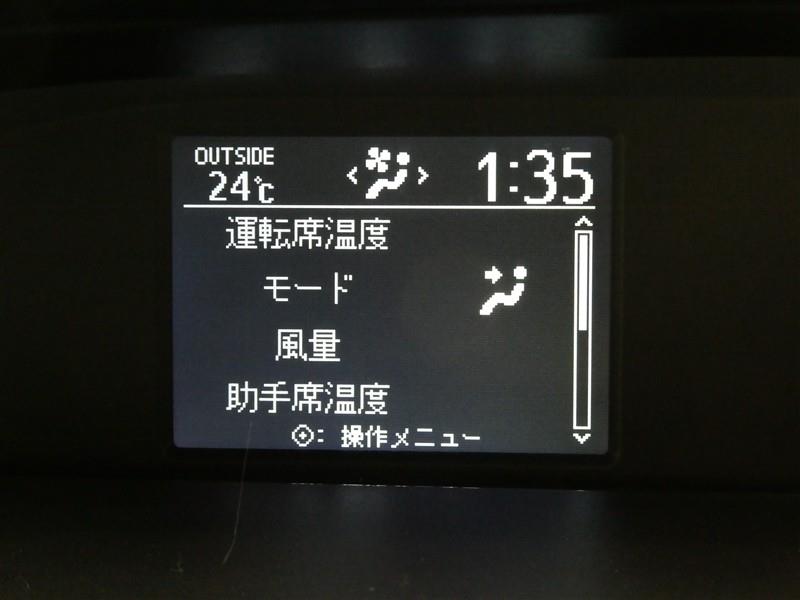 OUTSIDE
24℃
1:35
運転席温度
モード
風量
助手席温度
: 操作メニュー